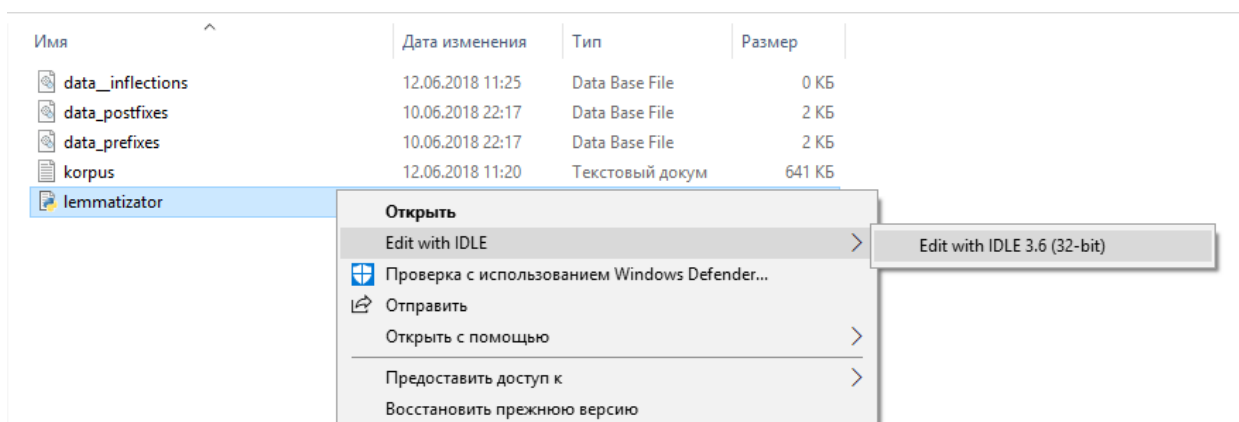 Имя Дата изменения Тип Размер
data__inflections 12.06.2018 11:25 Data Base File 0 КБ
data_postfixes 10.06.2018 22:17 Data Base File 2 КБ
data_prefixes 10.06.2018 22:17 Data Base File 2 КБ
korpus 12.06.2018 11:20 Текстовый докум 641 КБ
lemmatizator
Открыть
Edit with IDLE
Edit with IDLE 3.6 (32-bit)
Проверка с использованием Windows Defender...
Отправить
Открыть с помощью
Предоставить доступ к
Восстановить прежнюю версию